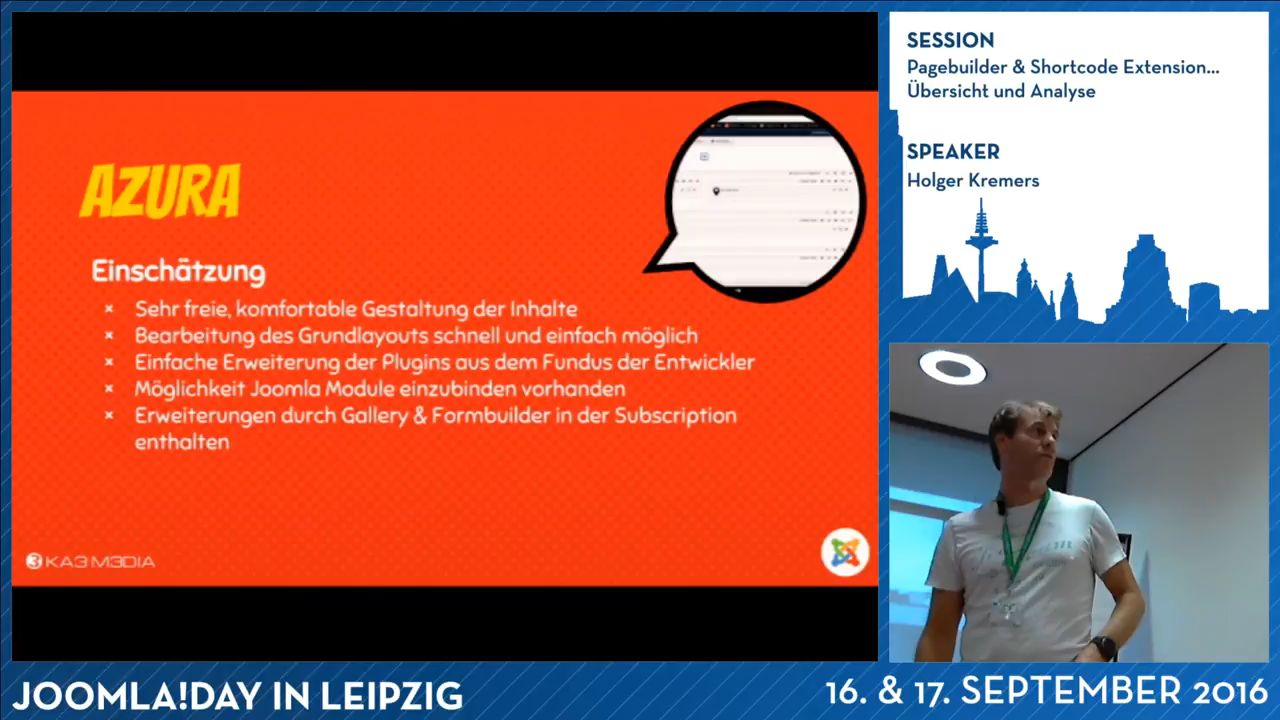 AZURA
Einschätzung
Sehr freie, komfortable Gestaltung der Inhalte
Bearbeitung des Grundlayouts schnell und einfach möglich
Einfache Erweiterung der Plugins aus dem Fundus der Entwickler
Möglichkeit Joomla Module einzubinden vorhanden
Erweiterungen durch Gallery & Formbuilder in der Subscription
enthalten
3 KA3 M3DIA
SESSION
Pagebuilder & Shortcode Extension...
Übersicht und Analyse
SPEAKER
Holger Kremers
JOOMLA!DAY IN LEIPZIG
16. & 17. SEPTEMBER 2016